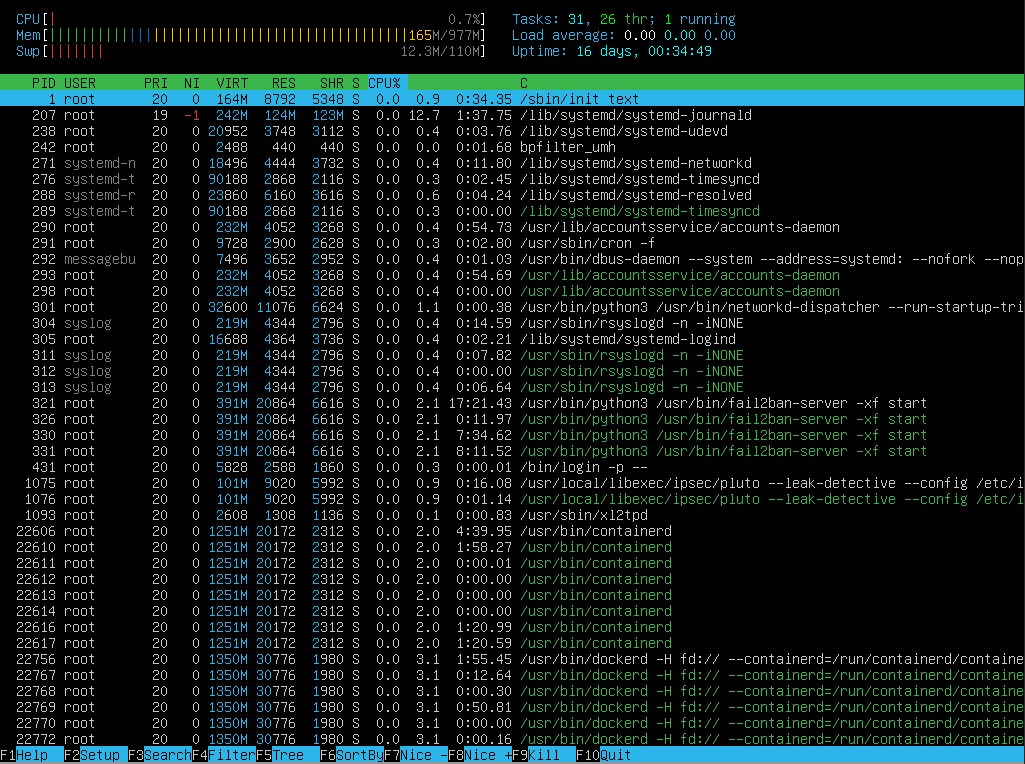 CPU[| 0.7%] Tasks: 31, 26 thr; 1 running
Mem[||||||||||||||||||||||||||||||||||||||||||||165M/977M] Load average: 0.00 0.00 0.00
Swp[||||||| 12.3M/110M] Uptime: 16 days, 00:34:49
PID USER PRI NI VIRT RES SHR S CPU% C
1 root 20 0 164M 8792 5348 S 0.0 0.9 0:34.35 /sbin/init text
207 root 19 -1 242M 124M 123M S 0.0 12.7 1:37.75 /lib/systemd/systemd-journald
238 root 20 0 20952 3748 3112 S 0.0 0.4 0:03.76 /lib/systemd/systemd-udevd
242 root 20 0 2488 440 440 S 0.0 0.0 0:01.68 bpfilter_umh
271 systemd-n 20 0 18496 4444 3732 S 0.0 0.4 0:11.80 /lib/systemd/systemd-networkd
276 systemd-t 20 0 90188 2868 2116 S 0.0 0.3 0:02.45 /lib/systemd/systemd-timesyncd
288 systemd-r 20 0 23860 6160 3616 S 0.0 0.6 0:04.24 /lib/systemd/systemd-resolved
289 systemd-t 20 0 90188 2868 2116 S 0.0 0.3 0:00.00 /lib/systemd/systemd-timesyncd
290 root 20 0 232M 4052 3268 S 0.0 0.4 0:54.73 /usr/lib/accountsservice/accounts-daemon
291 root 20 0 9728 2900 2628 S 0.0 0.3 0:02.80 /usr/sbin/cron -f
292 messagebu 20 0 7496 3652 2952 S 0.0 0.4 0:01.03 /usr/bin/dbus-daemon --system --address=systemd: --nofork --nop
293 root 20 0 232M 4052 3268 S 0.0 0.4 0:54.69 /usr/lib/accountsservice/accounts-daemon
298 root 20 0 232M 4052 3268 S 0.0 0.4 0:00.00 /usr/lib/accountsservice/accounts-daemon
301 root 20 0 32600 11076 6624 S 0.0 1.1 0:00.38 /usr/bin/python3 /usr/bin/networkd-dispatcher --run-startup-tri
304 syslog 20 0 219M 4344 2796 S 0.0 0.4 0:14.59 /usr/sbin/rsyslogd -n -iNONE
305 root 20 0 16688 4364 3736 S 0.0 0.4 0:02.21 /lib/systemd/systemd-logind
311 syslog 20 0 219M 4344 2796 S 0.0 0.4 0:07.82 /usr/sbin/rsyslogd -n -iNONE
312 syslog 20 0 219M 4344 2796 S 0.0 0.4 0:00.00 /usr/sbin/rsyslogd -n -iNONE
313 syslog 20 0 219M 4344 2796 S 0.0 0.4 0:06.64 /usr/sbin/rsyslogd -n -iNONE
321 root 20 0 391M 20864 6616 S 0.0 2.1 17:21.43 /usr/bin/python3 /usr/bin/fail2ban-server -xf start
326 root 20 0 391M 20864 6616 S 0.0 2.1 0:11.97 /usr/bin/python3 /usr/bin/fail2ban-server -xf start
330 root 20 0 391M 20864 6616 S 0.0 2.1 7:34.62 /usr/bin/python3 /usr/bin/fail2ban-server -xf start
331 root 20 0 391M 20864 6616 S 0.0 2.1 8:11.52 /usr/bin/python3 /usr/bin/fail2ban-server -xf start
431 root 20 0 5828 2588 1860 S 0.0 0.3 0:00.01 /bin/login -p --
1075 root 20 0 101M 9020 5992 S 0.0 0.9 0:16.08 /usr/local/libexec/ipsec/pluto --leak-detective --config /etc/i
1076 root 20 0 101M 9020 5992 S 0.0 0.9 0:01.14 /usr/local/libexec/ipsec/pluto --leak-detective --config /etc/i
1093 root 20 0 2608 1308 1136 S 0.0 0.1 0:00.83 /usr/sbin/xl2tpd
22606 root 20 0 1251M 20172 2312 S 0.0 2.0 4:39.95 /usr/bin/containerd
22610 root 20 0 1251M 20172 2312 S 0.0 2.0 1:58.27 /usr/bin/containerd
22611 root 20 0 1251M 20172 2312 S 0.0 2.0 0:00.01 /usr/bin/containerd
22612 root 20 0 1251M 20172 2312 S 0.0 2.0 0:00.00 /usr/bin/containerd
22613 root 20 0 1251M 20172 2312 S 0.0 2.0 0:00.00 /usr/bin/containerd
22614 root 20 0 1251M 20172 2312 S 0.0 2.0 0:00.00 /usr/bin/containerd
22616 root 20 0 1251M 20172 2312 S 0.0 2.0 1:20.99 /usr/bin/containerd
22617 root 20 0 1251M 20172 2312 S 0.0 2.0 1:20.59 /usr/bin/containerd
22756 root 20 0 1350M 30776 1980 S 0.0 3.1 1:55.45 /usr/bin/dockerd -H fd:// --containerd=/run/containerd/containe
22767 root 20 0 1350M 30776 1980 S 0.0 3.1 0:12.64 /usr/bin/dockerd -H fd:// --containerd=/run/containerd/containe
22768 root 20 0 1350M 30776 1980 S 0.0 3.1 0:00.30 /usr/bin/dockerd -H fd:// --containerd=/run/containerd/containe
22769 root 20 0 1350M 30776 1980 S 0.0 3.1 0:50.81 /usr/bin/dockerd -H fd:// --containerd=/run/containerd/containe
22770 root 20 0 1350M 30776 1980 S 0.0 3.1 0:00.00 /usr/bin/dockerd -H fd:// --containerd=/run/containerd/containe
22772 root 20 0 1350M 30776 1980 S 0.0 3.1 0:00.16 /usr/bin/dockerd -H fd:// --containerd=/run/containerd/containe
F1Help F2Setup F3SearchF4FilterF5Tree F6SortByF7Nice -F8Nice +F9Kill F10Quit